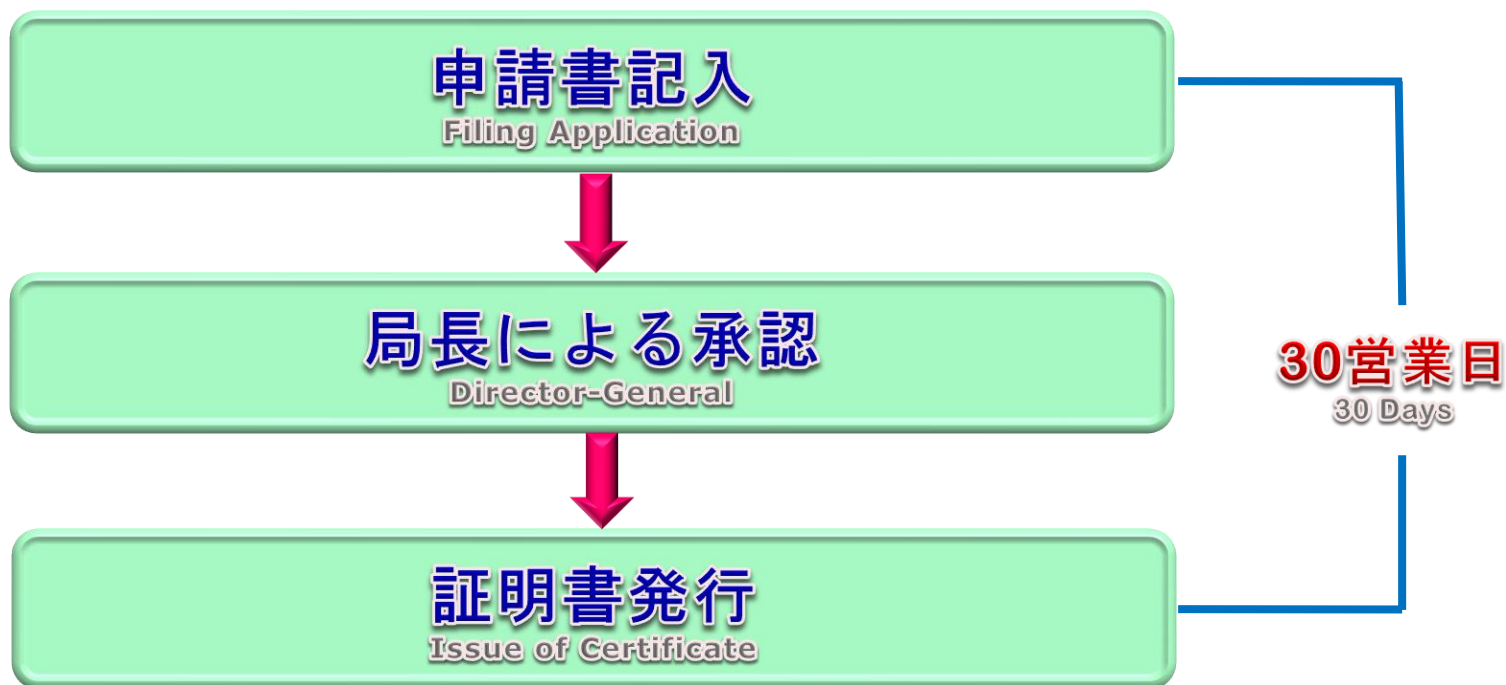 申請書記入
Filing Application
局長による承認
Director-General
30営業日
30 Days
証明書発行
Issue of Certificate